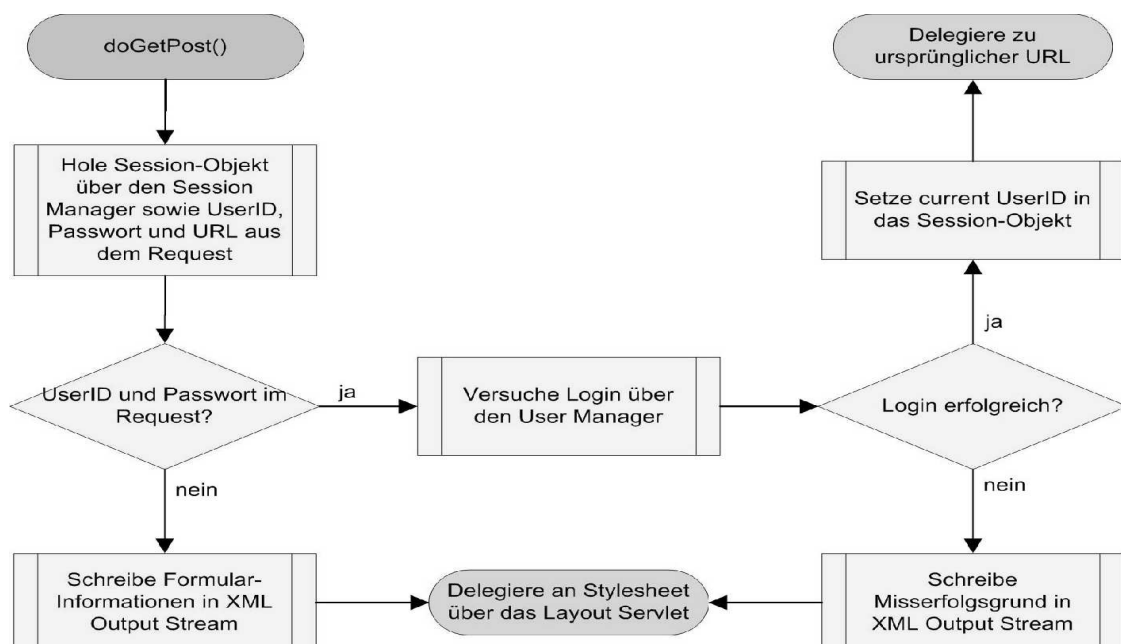 doGetPost()
Hole Session-Objekt
über den Session
Manager sowie UserID,
Passwort und URL aus
dem Request
UserID und Passwort im
Request?
ja
nein
Schreibe Formular-
Informationen in XML
Output Stream
Versuche Login über
den User Manager
Delegiere an Stylesheet
über das Layout Servlet
Delegiere zu
ursprünglicher URL
Setze current UserID in
das Session-Objekt
ja
Login erfolgreich?
nein
Schreibe
Misserfolgsgrund in
XML Output Stream